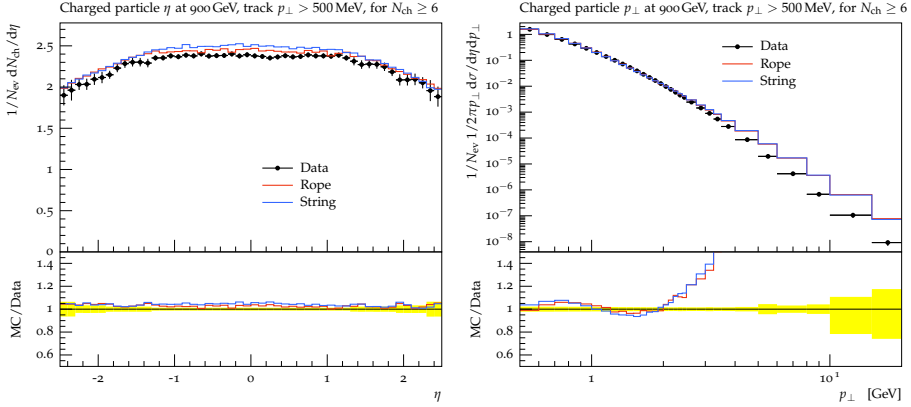 Charged particle η at 900 GeV, track p⊥ > 500 MeV, for Nch ≥ 6
1/Nev dNch/dη
2.5
2
1.5
1
0.5
0
Data
Rope
String
MC/Data
1.4
1.2
1
0.8
0.6
-2
-1
0
1
2
η
Charged particle p⊥ at 900 GeV, track p⊥ > 500 MeV, for Nch ≥ 6
1/Nev 1/2πp⊥ dσ/dηdp⊥
1
10−1
10−2
10−3
10−4
10−5
10−6
10−7
10−8
Data
Rope
String
MC/Data
1.4
1.2
1
0.8
0.6
1
10 1
p⊥ [GeV]